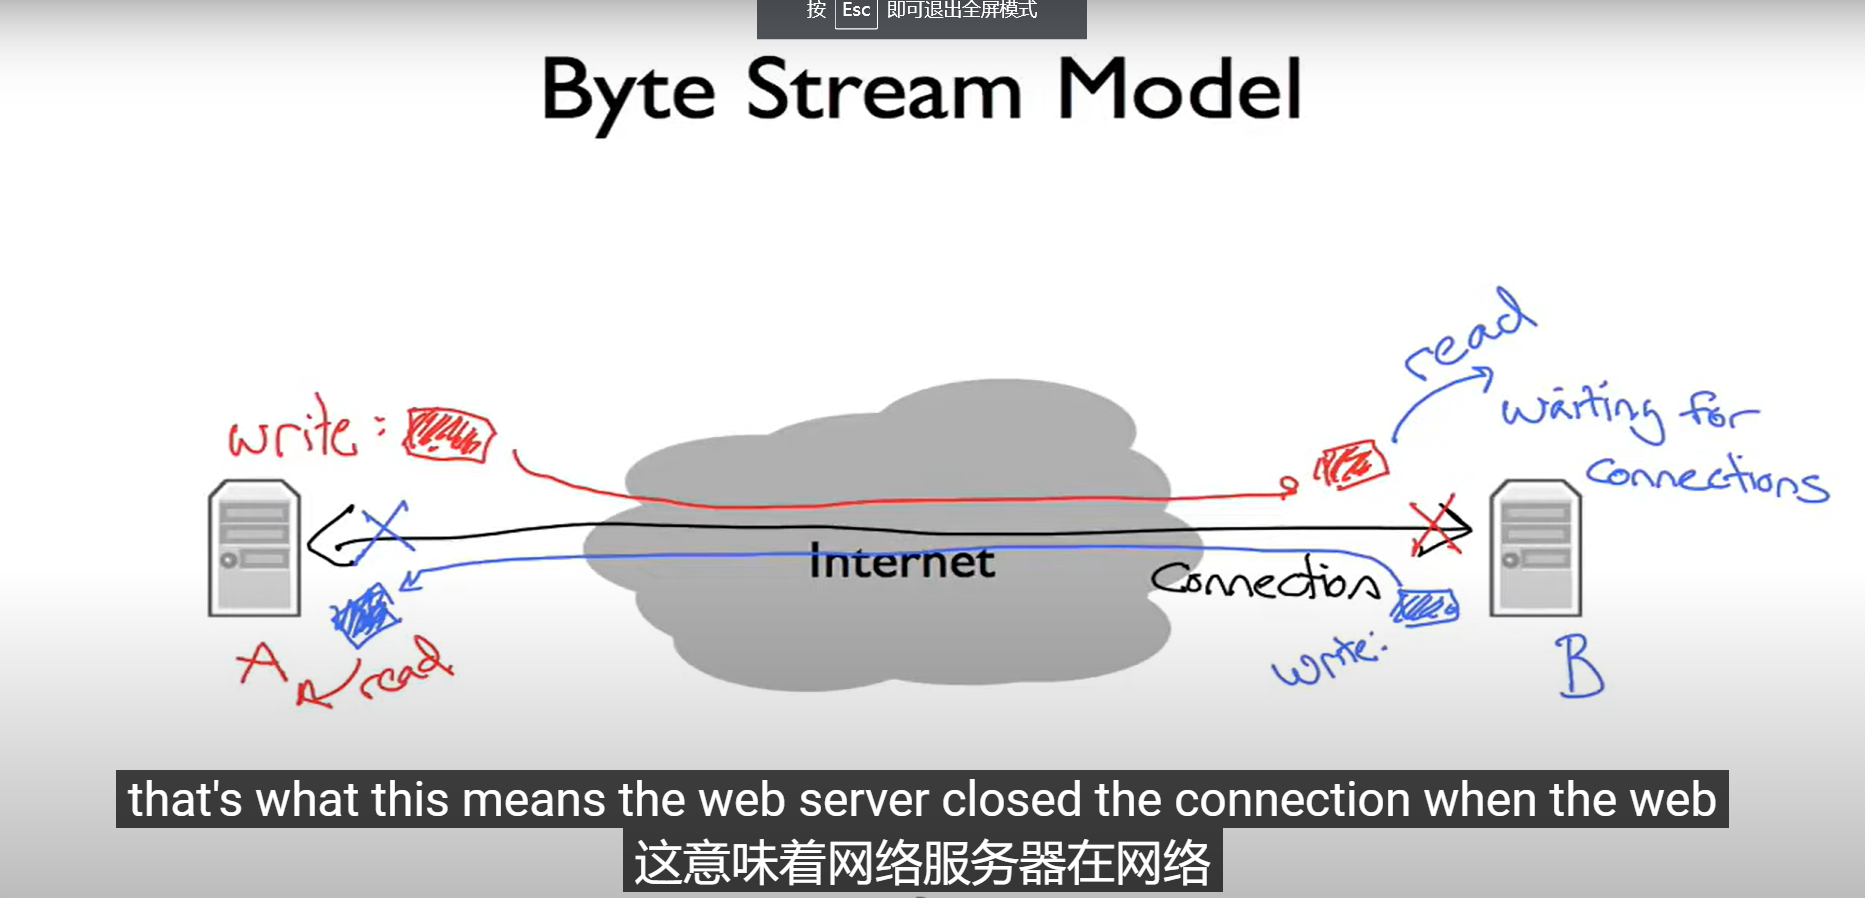 按 Esc 即可退出全屏模式
Byte Stream Model
read
write:
waiting for
connections
Internet
Connection
A
read
write:
B
that's what this means the web server closed the connection when the web
这意味着网络服务器在网络